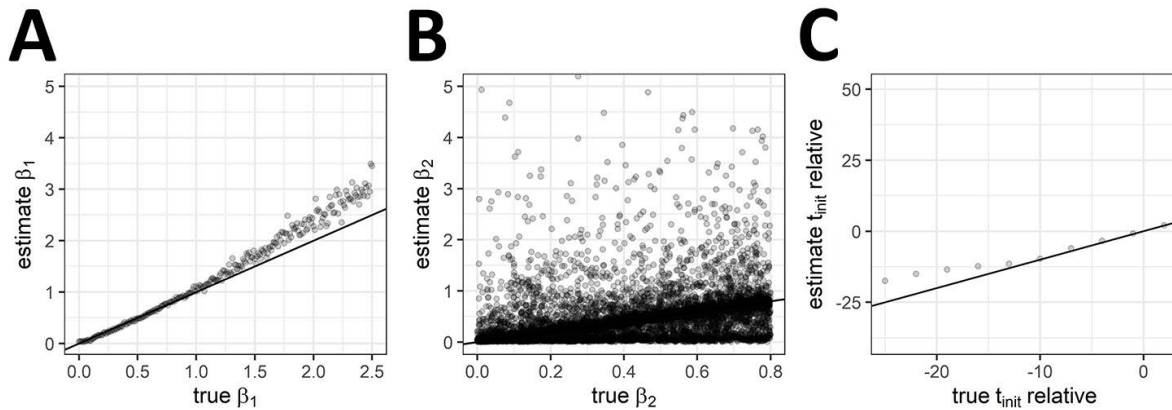 A
estimate β1
5
4
3
2
1
0
0.0 0.5 1.0 1.5 2.0 2.5
true β1
B
estimate β2
5
4
3
2
1
0
0.0 0.2 0.4 0.6 0.8
true β2
C
estimate tinit relative
50
25
0
-25
-20 -10 0
true tinit relative